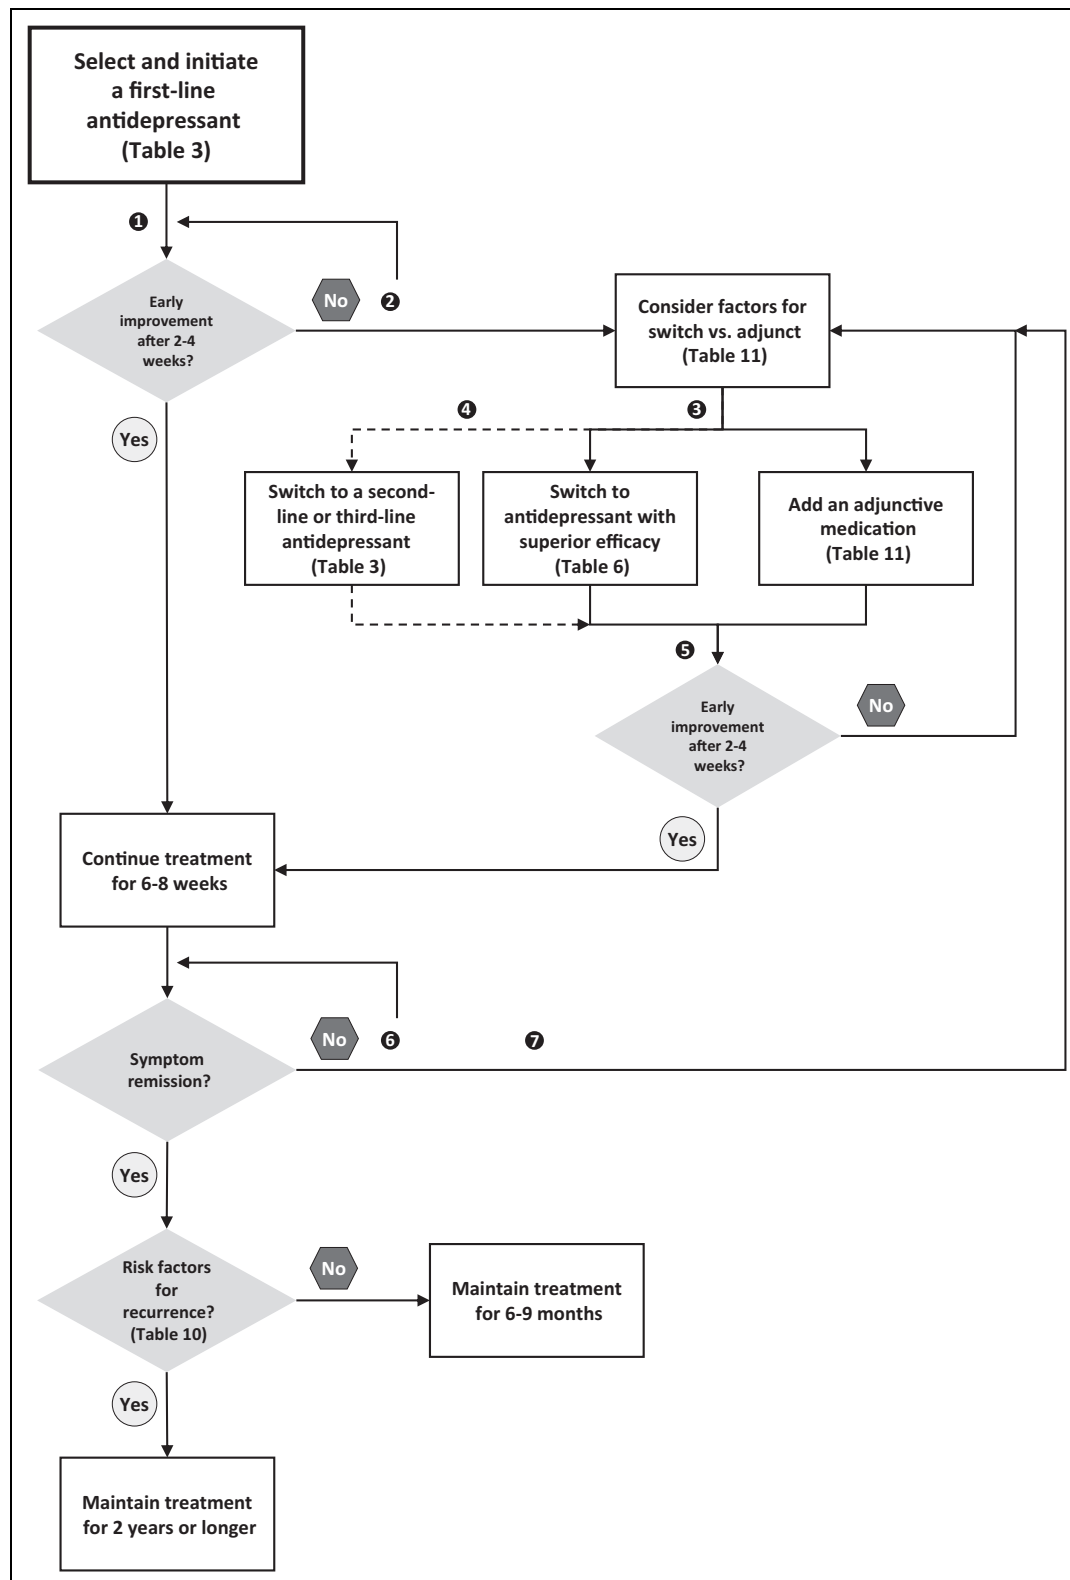 Select and initiate
a first-line
antidepressant
(Table 3)
❶
Early
improvement
after 2-4
weeks?
No
❷
Consider factors for
switch vs. adjunct
(Table 11)
Yes
❹
❸
Switch to a second-
line or third-line
antidepressant
(Table 3)
Switch to
antidepressant with
superior efficacy
(Table 6)
Add an adjunctive
medication
(Table 11)
❺
Early
improvement
after 2-4
weeks?
No
Yes
Continue treatment
for 6-8 weeks
Symptom
remission?
No
❻
❼
Yes
Risk factors
for
recurrence?
(Table 10)
No
Maintain treatment
for 6-9 months
Yes
Maintain treatment
for 2 years or longer